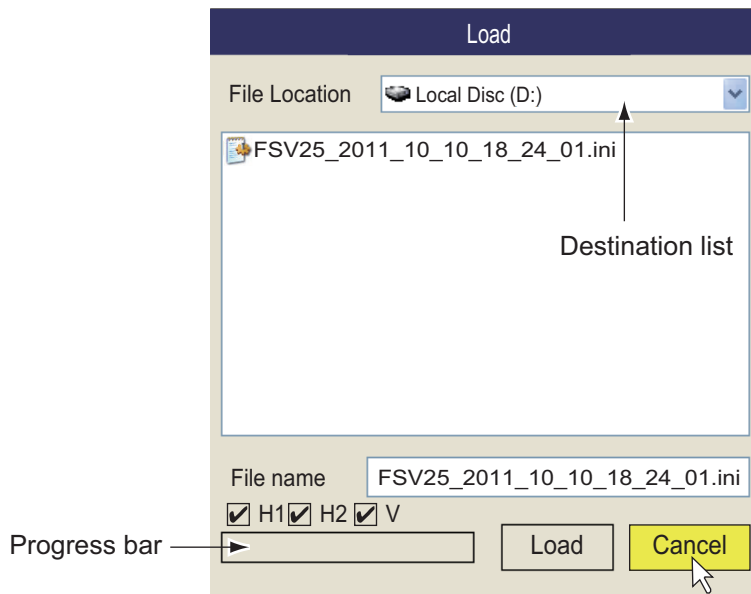 Load
File Location
Local Disc (D:)
FSV25_2011_10_10_18_24_01.ini
Destination list
File name
FSV25_2011_10_10_18_24_01.ini
H1 H2 V
Progress bar
Load
Cancel